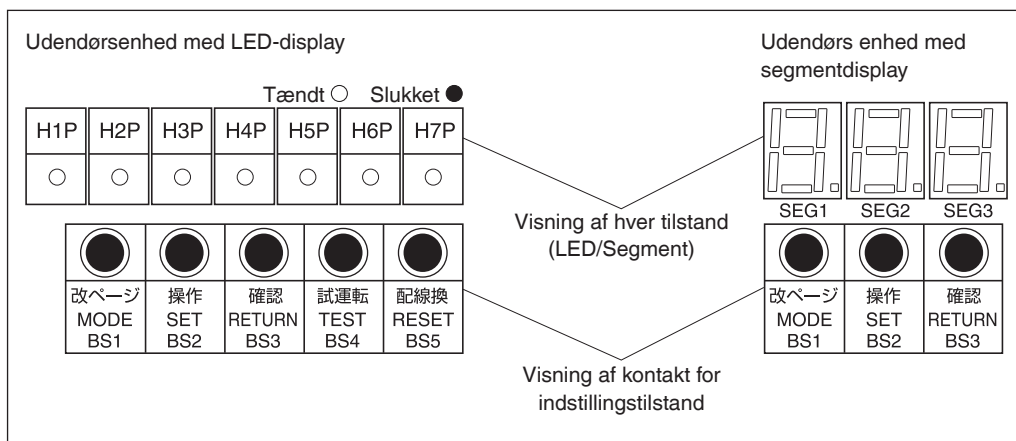 Udendørsenhed med LED-display
Tændt ○ Slukket ●
H1P H2P H3P H4P H5P H6P H7P
改ページ 操作 確認 試運転 配線換
MODE SET RETURN TEST RESET
BS1 BS2 BS3 BS4 BS5
Visning af hver tilstand
(LED/Segment)
Visning af kontakt for
indstillingstilstand
Udendørs enhed med
segmentdisplay
SEG1 SEG2 SEG3
改ページ 操作 確認
MODE SET RETURN
BS1 BS2 BS3